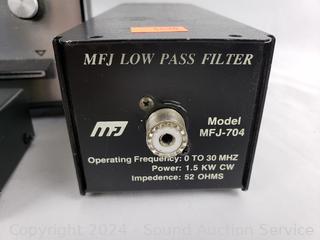 MFJ LOW PASS FILTER
MFJ
Model
MFJ-704
Operating Frequency: 0 TO 30 MHZ
Power: 1.5 KW CW
Impedence: 52 OHMS
Copyright 2024 - Sound Auction Service